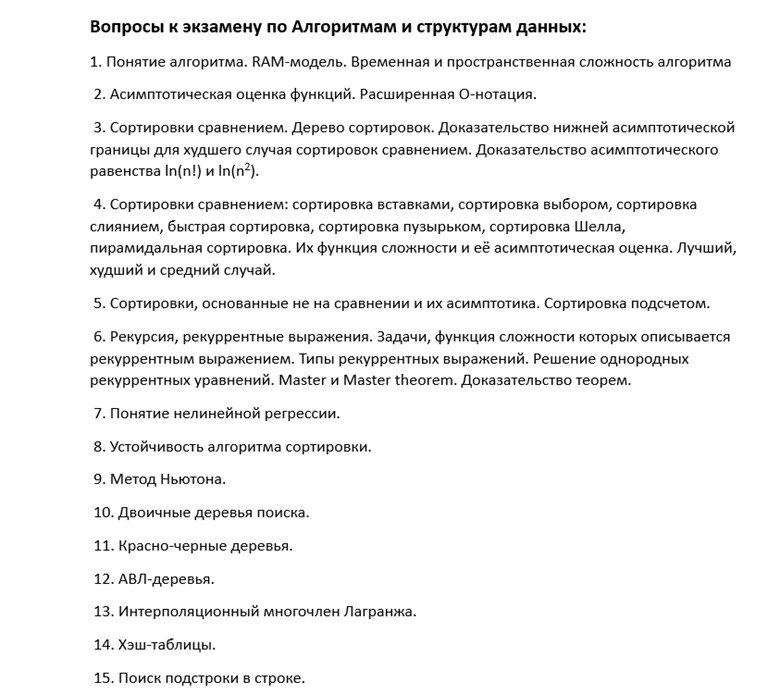 Вопросы к экзамену по Алгоритмам и структурам данных:
1. Понятие алгоритма. RAM-модель. Временная и пространственная сложность алгоритма
2. Асимптотическая оценка функций. Расширенная О-нотация.
3. Сортировки сравнением. Дерево сортировок. Доказательство нижней асимптотической
границы для худшего случая сортировок сравнением. Доказательство асимптотического
равенства ln(n!) и ln(n²).
4. Сортировки сравнением: сортировка вставками, сортировка выбором, сортировка
слиянием, быстрая сортировка, сортировка пузырьком, сортировка Шелла,
пирамидальная сортировка. Их функция сложности и её асимптотическая оценка. Лучший,
худший и средний случай.
5. Сортировки, основанные не на сравнении и их асимптотика. Сортировка подсчетом.
6. Рекурсия, рекуррентные выражения. Задачи, функция сложности которых описывается
рекуррентным выражением. Типы рекуррентных выражений. Решение однородных
рекуррентных уравнений. Master и Master theorem. Доказательство теорем.
7. Понятие нелинейной регрессии.
8. Устойчивость алгоритма сортировки.
9. Метод Ньютона.
10. Двоичные деревья поиска.
11. Красно-черные деревья.
12. АВЛ-деревья.
13. Интерполяционный многочлен Лагранжа.
14. Хэш-таблицы.
15. Поиск подстроки в строке.